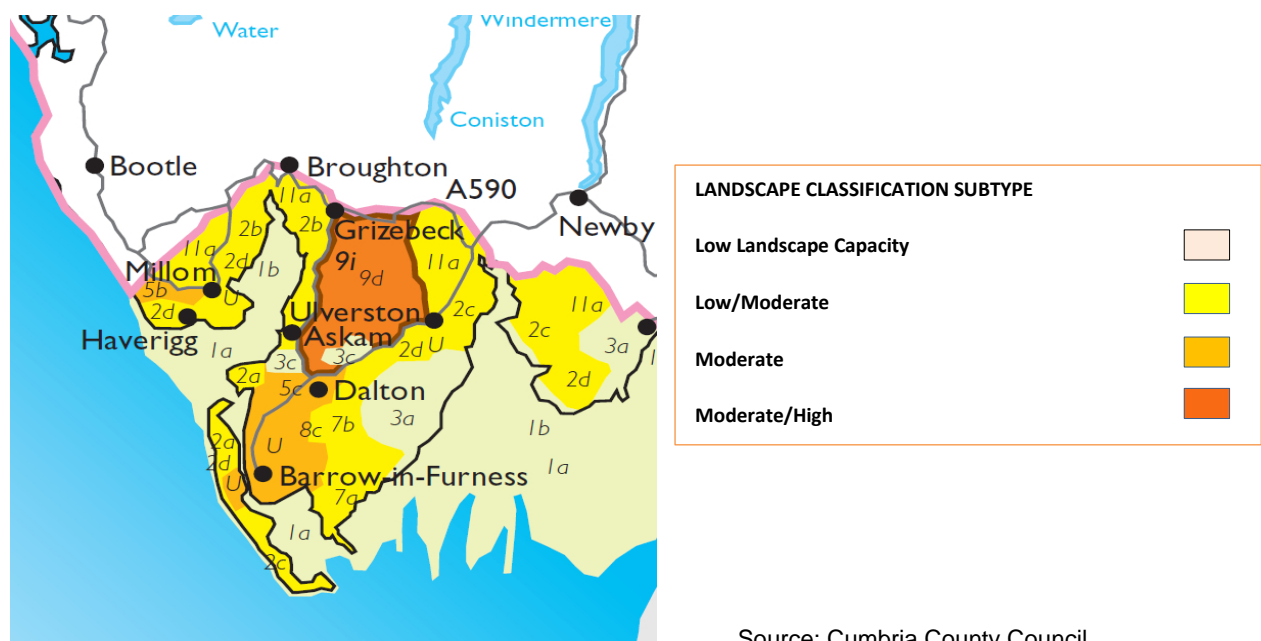 Water
Windermere
Coniston
Bootle
Broughton
A590
11a
Newby
2b
2b
Grizebeck
11a
9i
11a
2d
1b
9d
11a
Millom
5b
U
2d
Ulverston
2c
2c
Haverigg
Askam
3a
1
1a
3c
3c
2d
U
2a
5c
Dalton
2d
3a
8c
7b
1b
2a
U
2d
1a
U
Barrow-in-Furness
7a
1a
2c
LANDSCAPE CLASSIFICATION SUBTYPE
Low Landscape Capacity
Low/Moderate
Moderate
Moderate/High
Source: Cumbria County Council